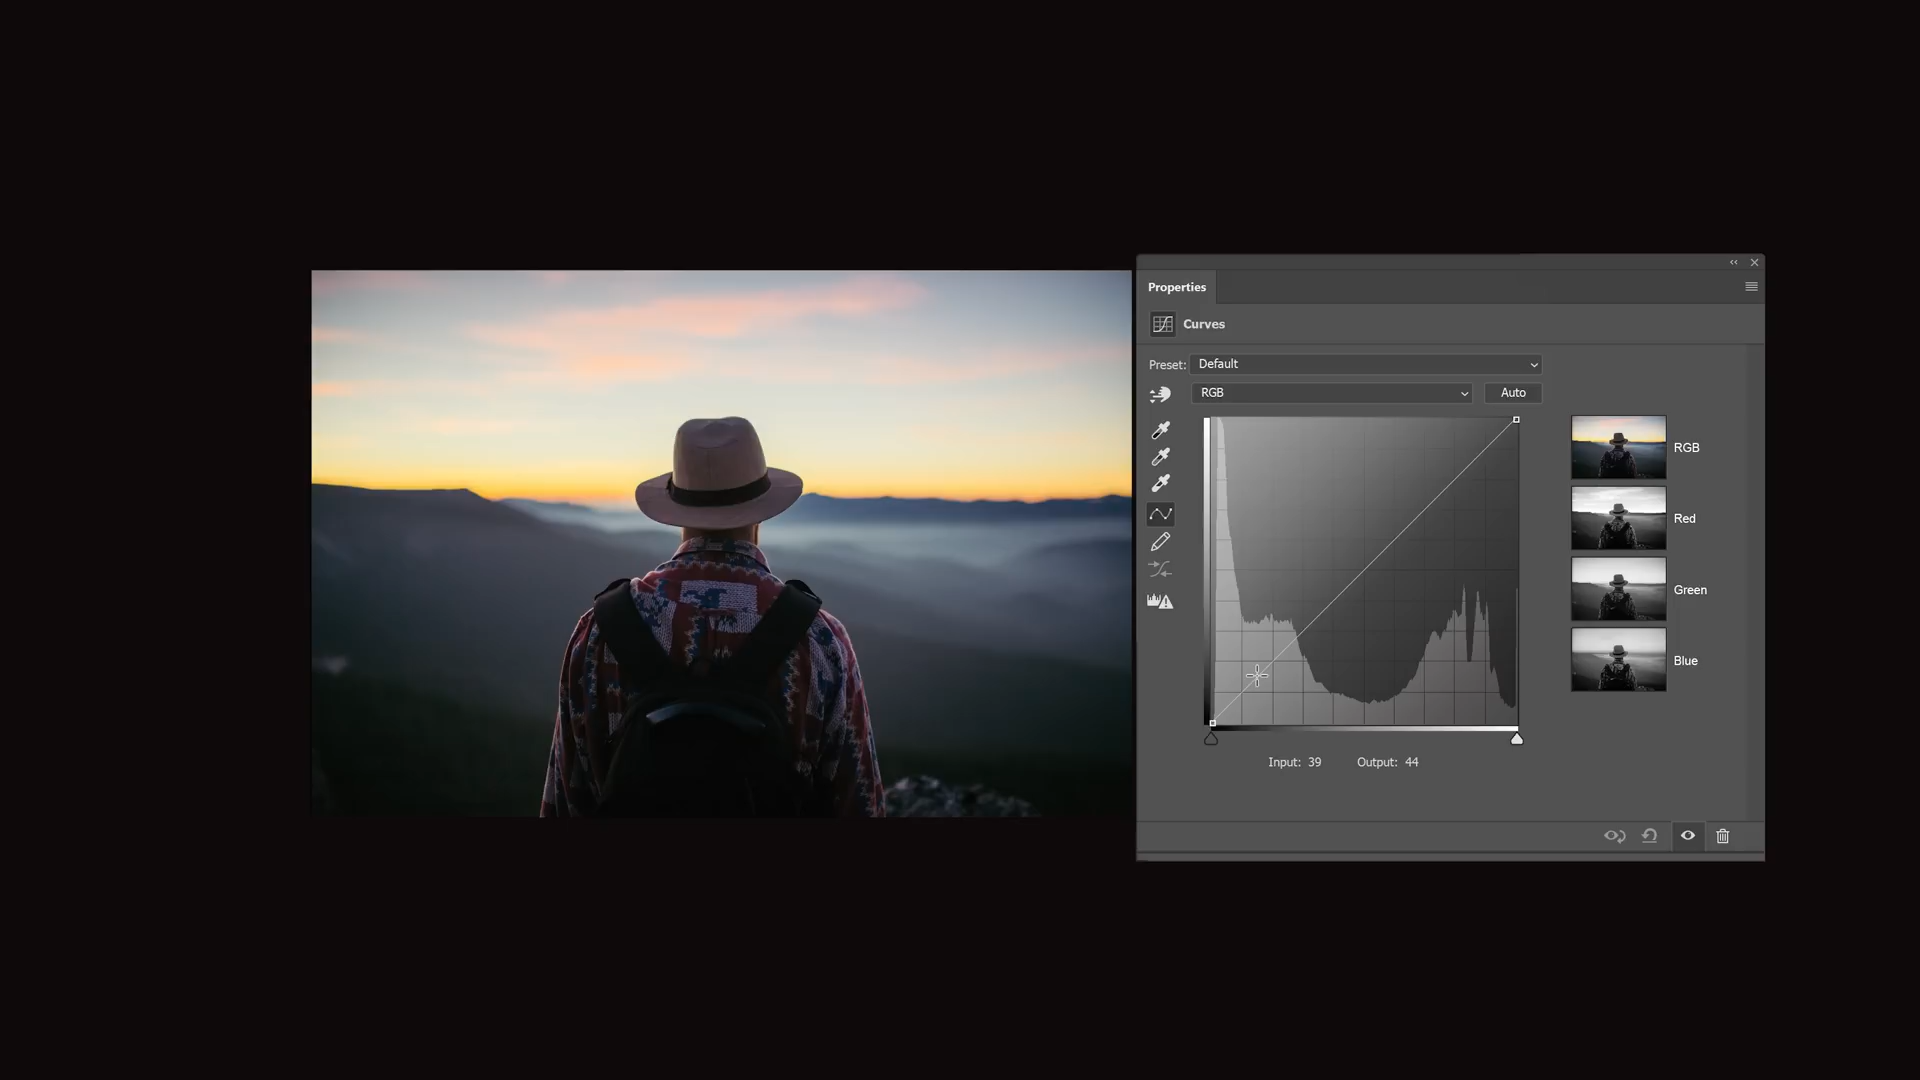 Properties
Curves
Preset: Default
RGB
Auto
RGB
Red
Green
Blue
Input: 39 Output: 44